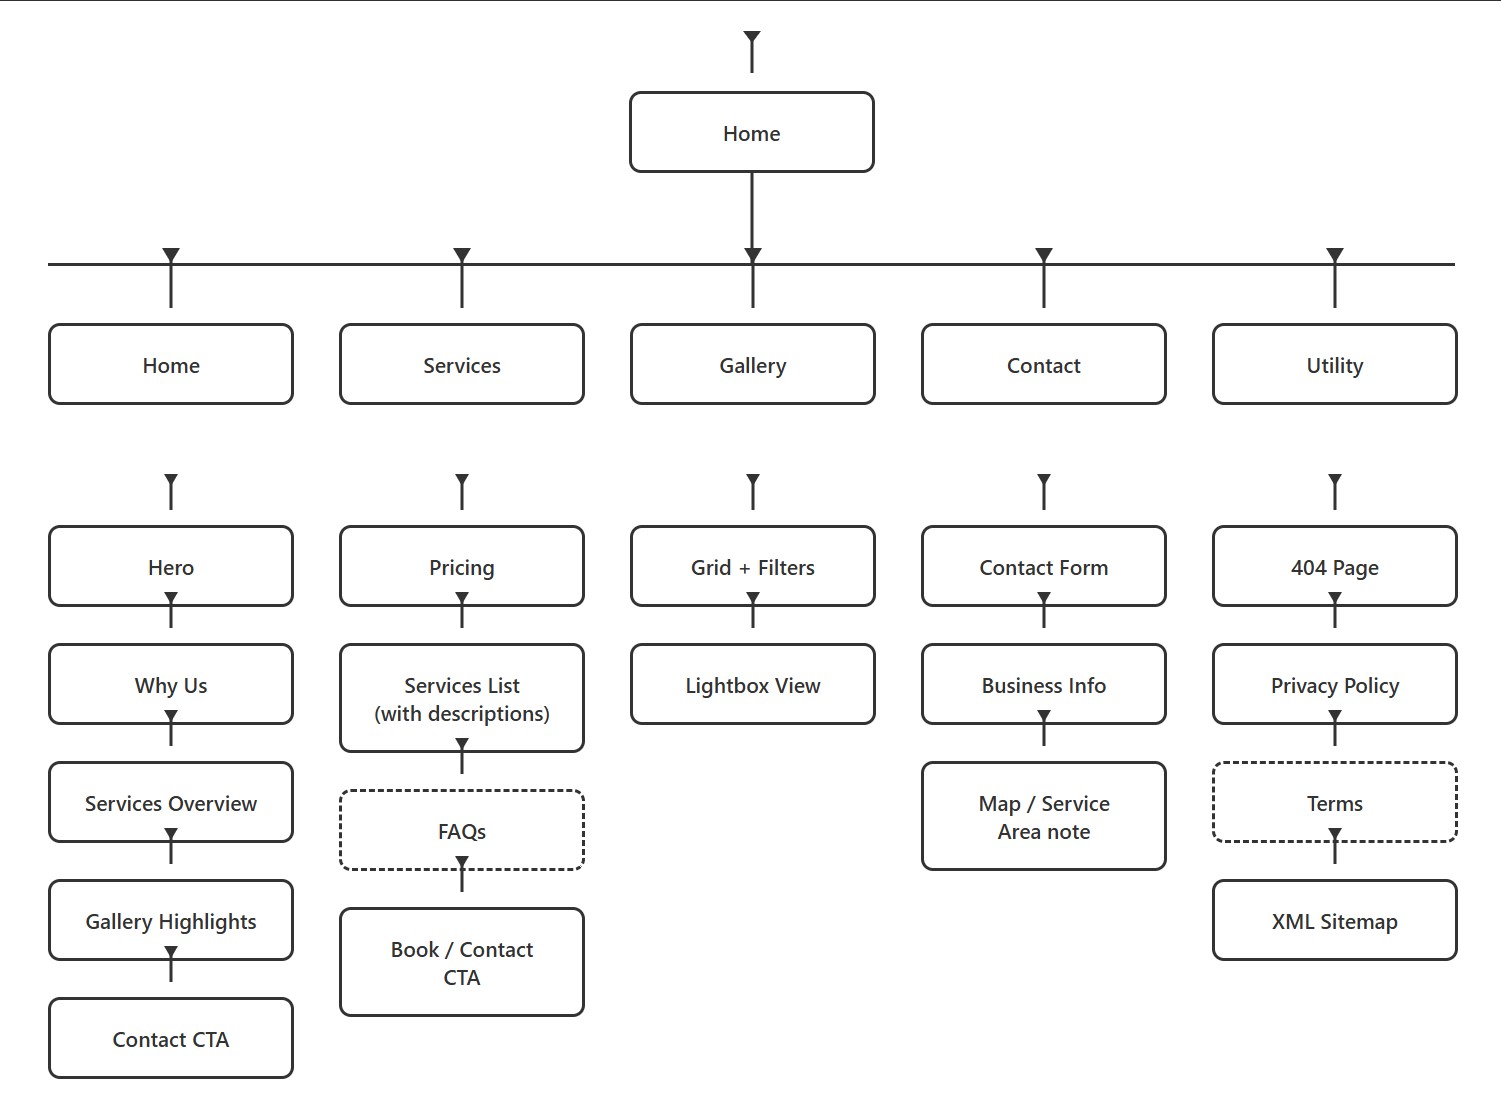 Home
Home
Services
Gallery
Contact
Utility
Hero
Pricing
Grid + Filters
Contact Form
404 Page
Why Us
Services List
(with descriptions)
Lightbox View
Business Info
Privacy Policy
Services Overview
FAQs
Map / Service
Area note
Terms
Gallery Highlights
Book / Contact
CTA
XML Sitemap
Contact CTA